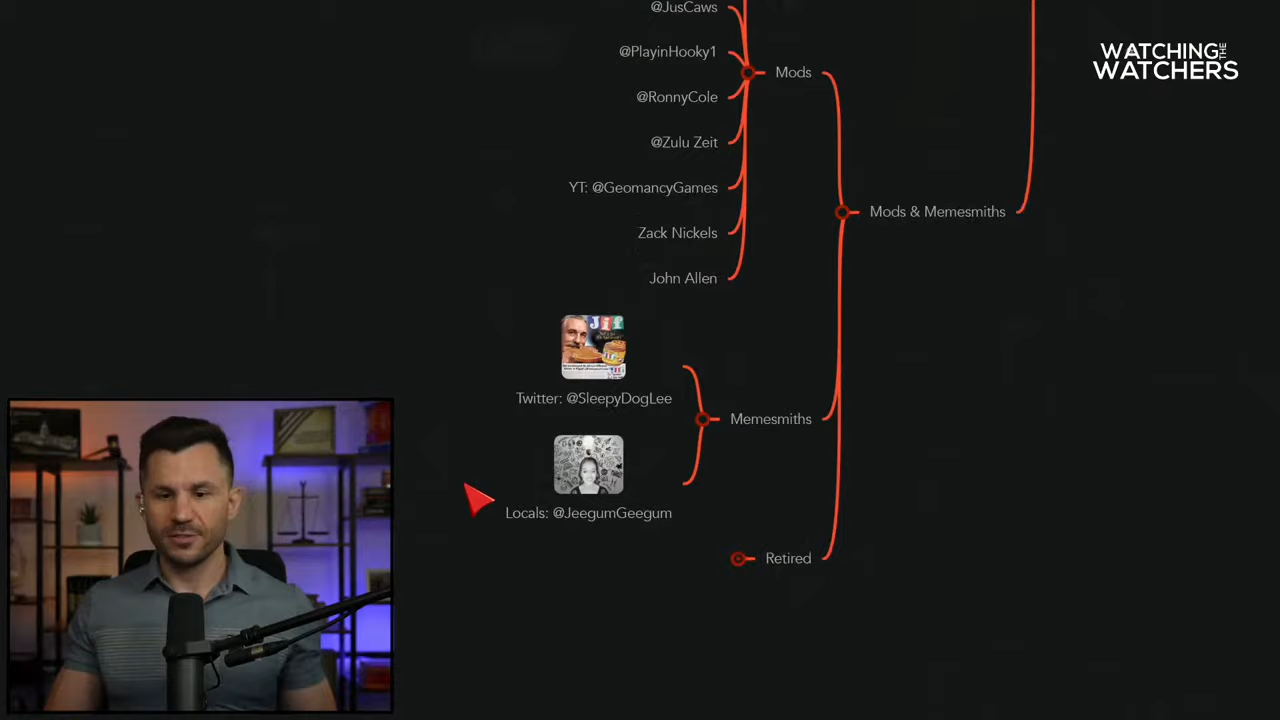 @JusCaws
WATCHING THE
WATCHERS
@PlayinHooky1
Mods
@RonnyCole
@Zulu Zeit
YT: @GeomancyGames
Mods & Memesmiths
Zack Nickels
John Allen
Jif
Twitter: @SleepyDogLee
Memesmiths
Locals: @JeegumGeegum
Retired